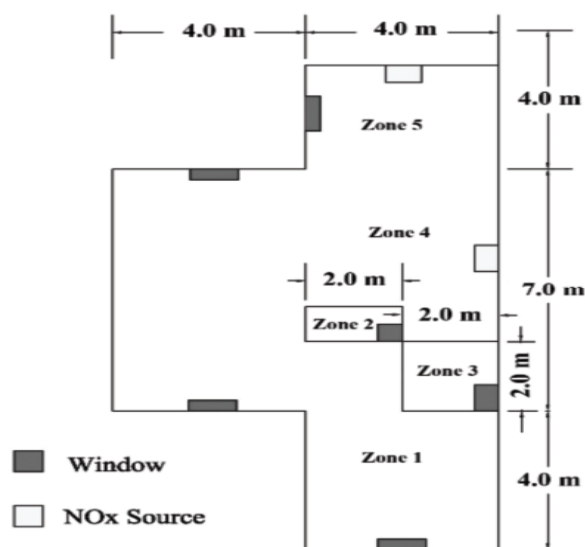 4.0 m
4.0 m
4.0 m
Zone 5
Zone 4
2.0 m
7.0 m
Zone 2
2.0 m
Zone 3
2.0 m
Zone 1
Window
4.0 m
NOx Source